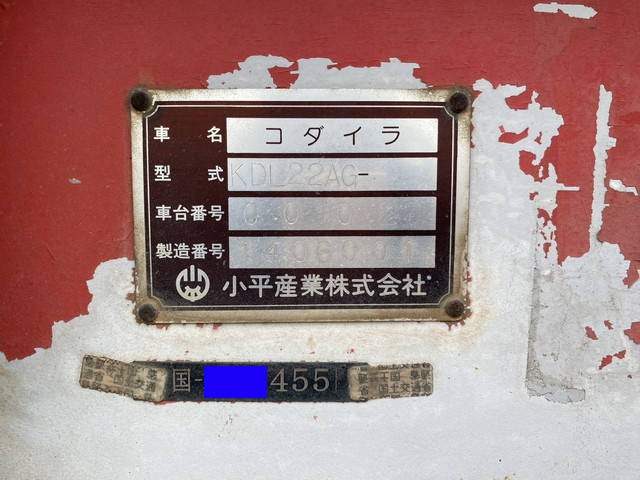 車名 コダイラ
型式 KDL22AG-
車台番号
製造番号
小平産業株式会社
国- 455